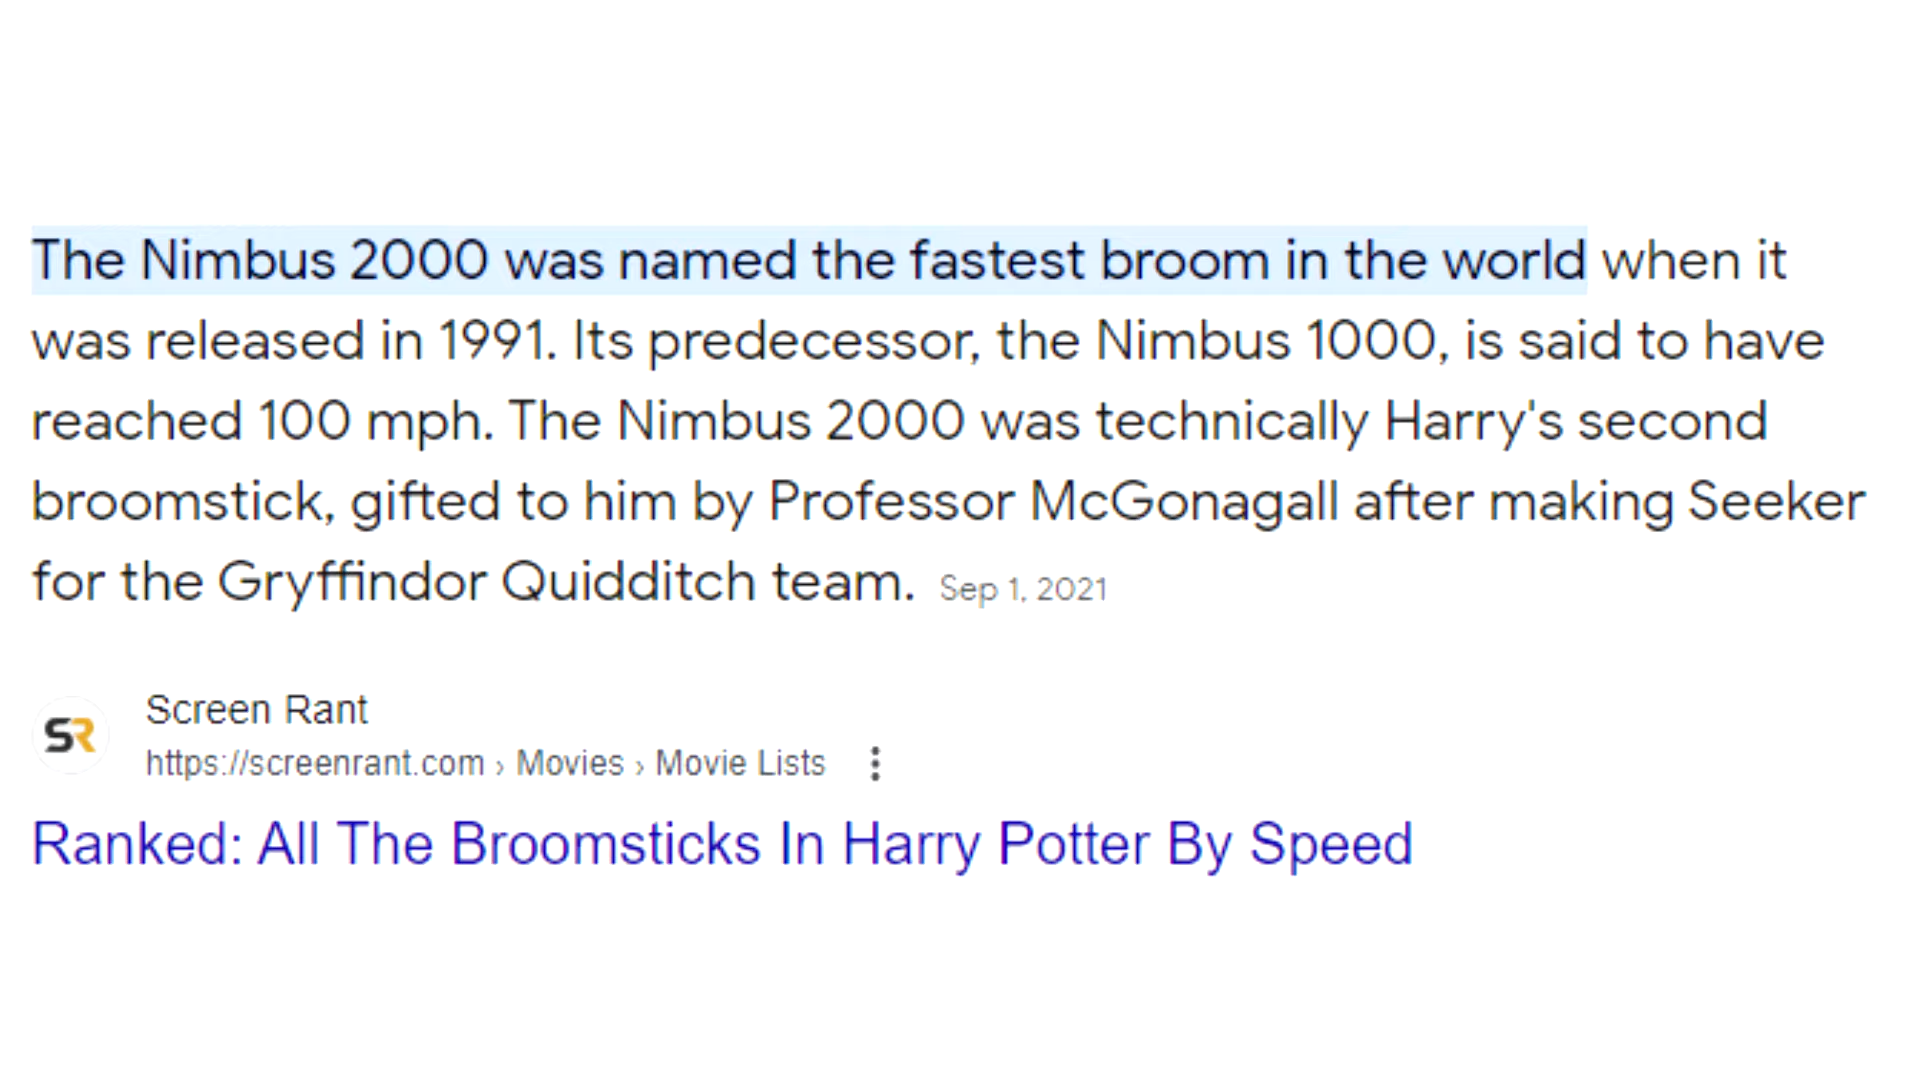 The Nimbus 2000 was named the fastest broom in the world when it
was released in 1991. Its predecessor, the Nimbus 1000, is said to have
reached 100 mph. The Nimbus 2000 was technically Harry's second
broomstick, gifted to him by Professor McGonagall after making Seeker
for the Gryffindor Quidditch team. Sep 1, 2021
SR
Screen Rant
https://screenrant.com › Movies › Movie Lists
Ranked: All The Broomsticks In Harry Potter By Speed